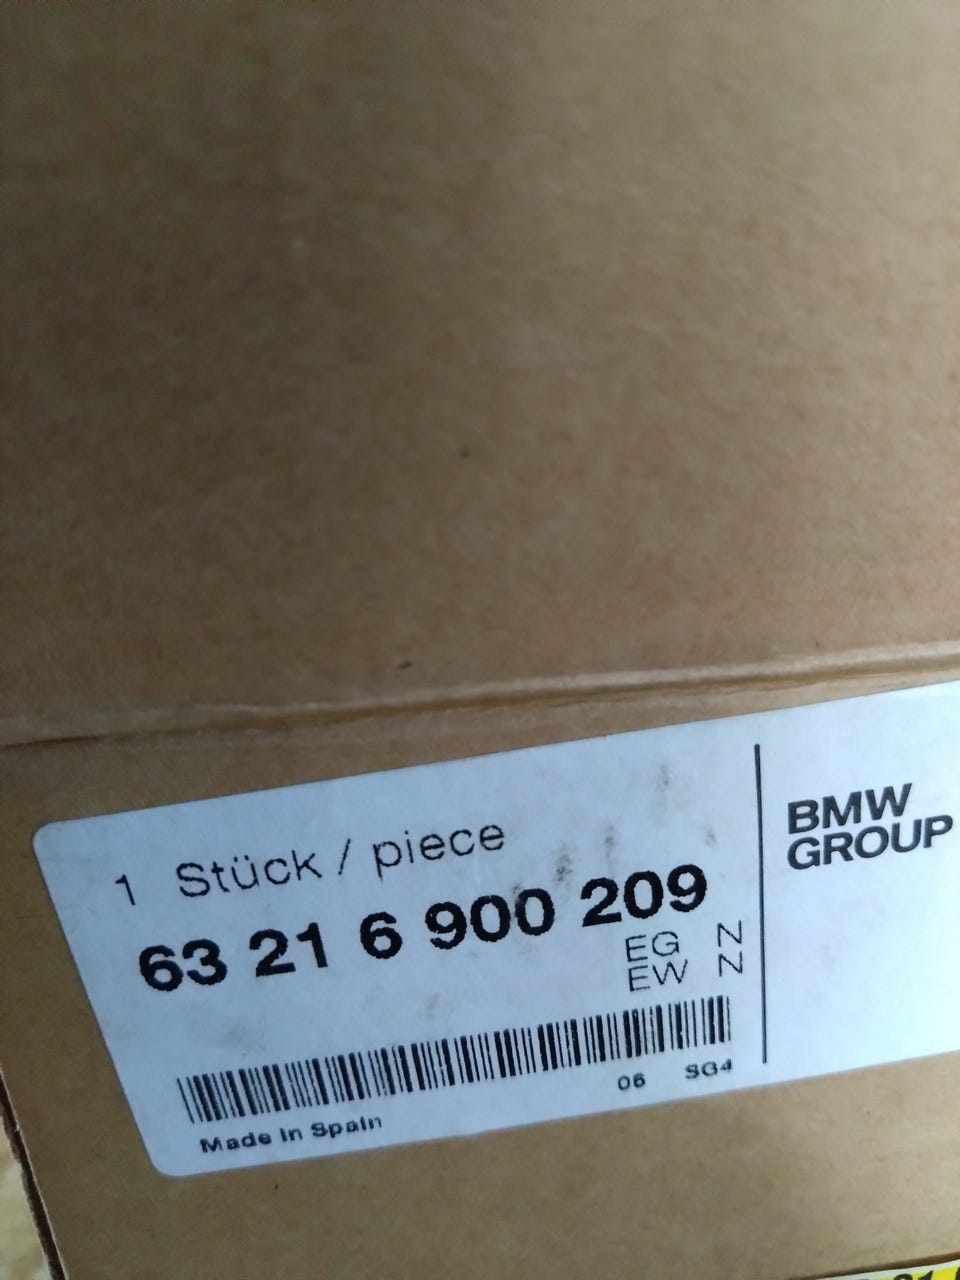 1 Stück / piece
63 21 6 900 209
EG N
EW N
06 SG4
Made in Spain
BMW
GROUP